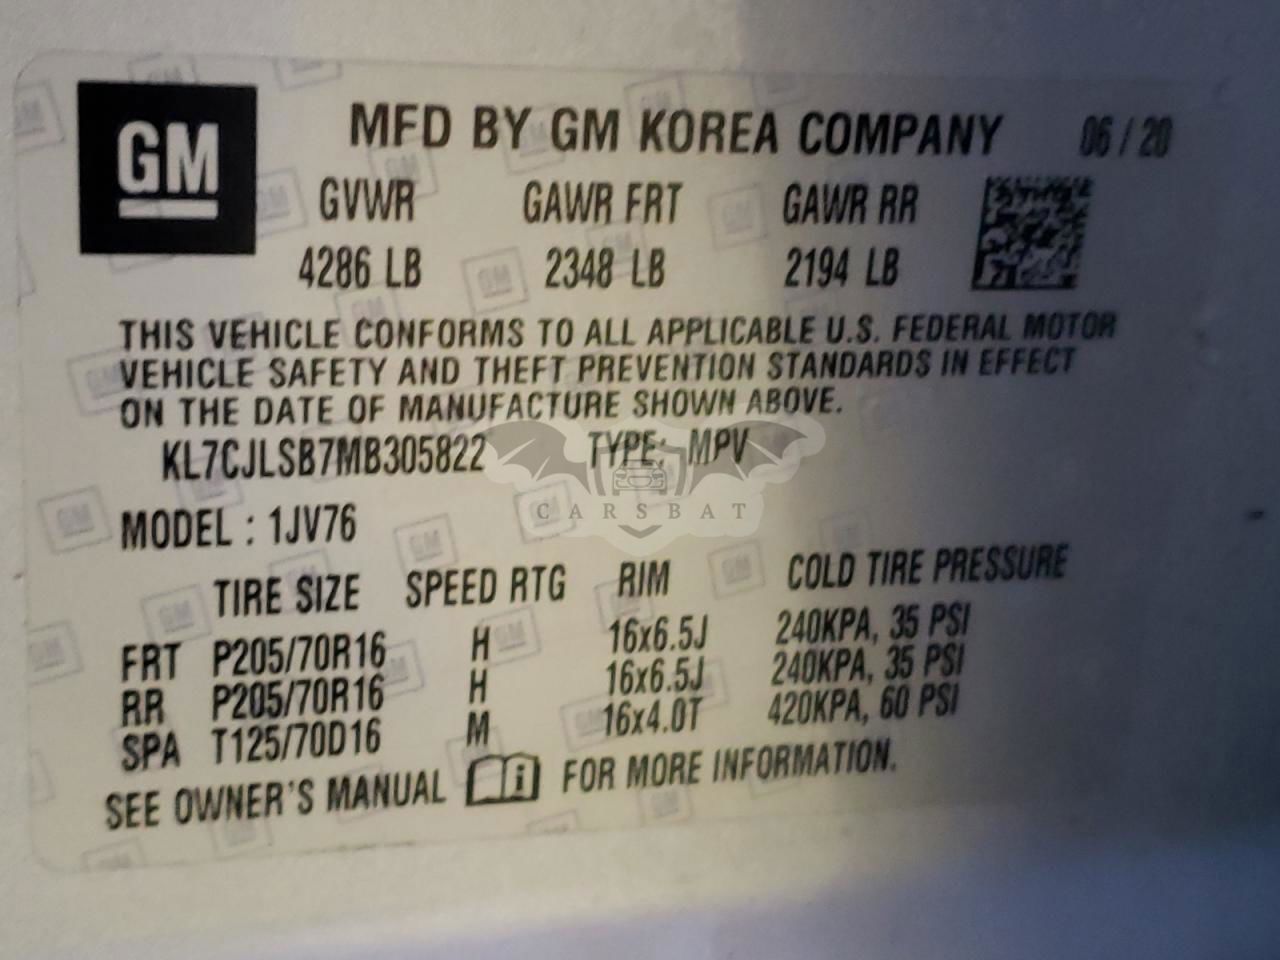 GM
MFD BY GM KOREA COMPANY 06 / 20
GVWR GAWR FRT GAWR RR
4286 LB 2348 LB 2194 LB
THIS VEHICLE CONFORMS TO ALL APPLICABLE U.S. FEDERAL MOTOR
VEHICLE SAFETY AND THEFT PREVENTION STANDARDS IN EFFECT
ON THE DATE OF MANUFACTURE SHOWN ABOVE.
KL7CJLSB7MB305822 TYPE: MPV
CARSBAT
MODEL : 1JV76
TIRE SIZE SPEED RTG RIM COLD TIRE PRESSURE
FRT P205/70R16 H 16x6.5J 240KPA, 35 PSI
RR P205/70R16 H 16x6.5J 240KPA, 35 PSI
SPA T125/70D16 M 16x4.0T 420KPA, 60 PSI
SEE OWNER'S MANUAL FOR MORE INFORMATION.